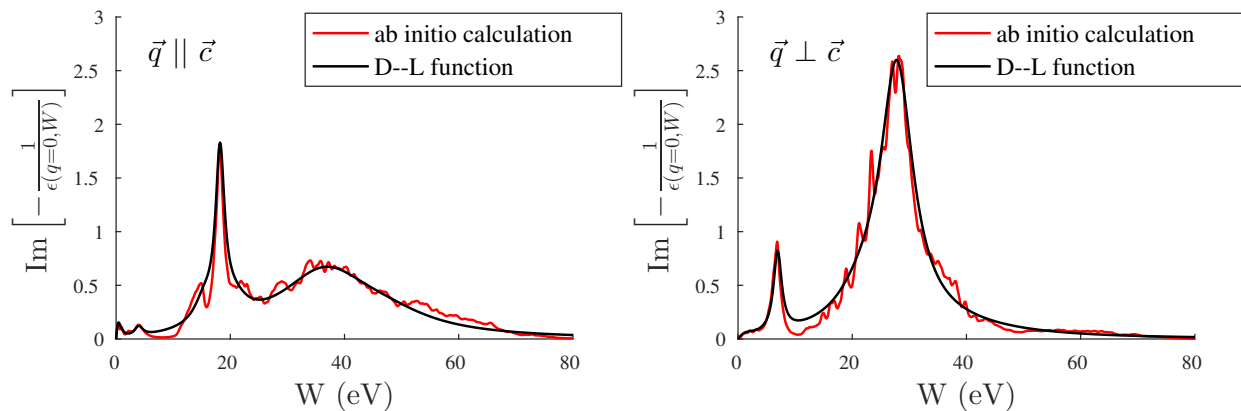 3
2.5
2
1.5
1
0.5
0
0
20
40
60
80
W (eV)
Im [ − 1 / ϵ(q=0,W) ]
q⃗ || c⃗
ab initio calculation
D--L function
3
2.5
2
1.5
1
0.5
0
0
20
40
60
80
W (eV)
Im [ − 1 / ϵ(q=0,W) ]
q⃗ ⊥ c⃗
ab initio calculation
D--L function